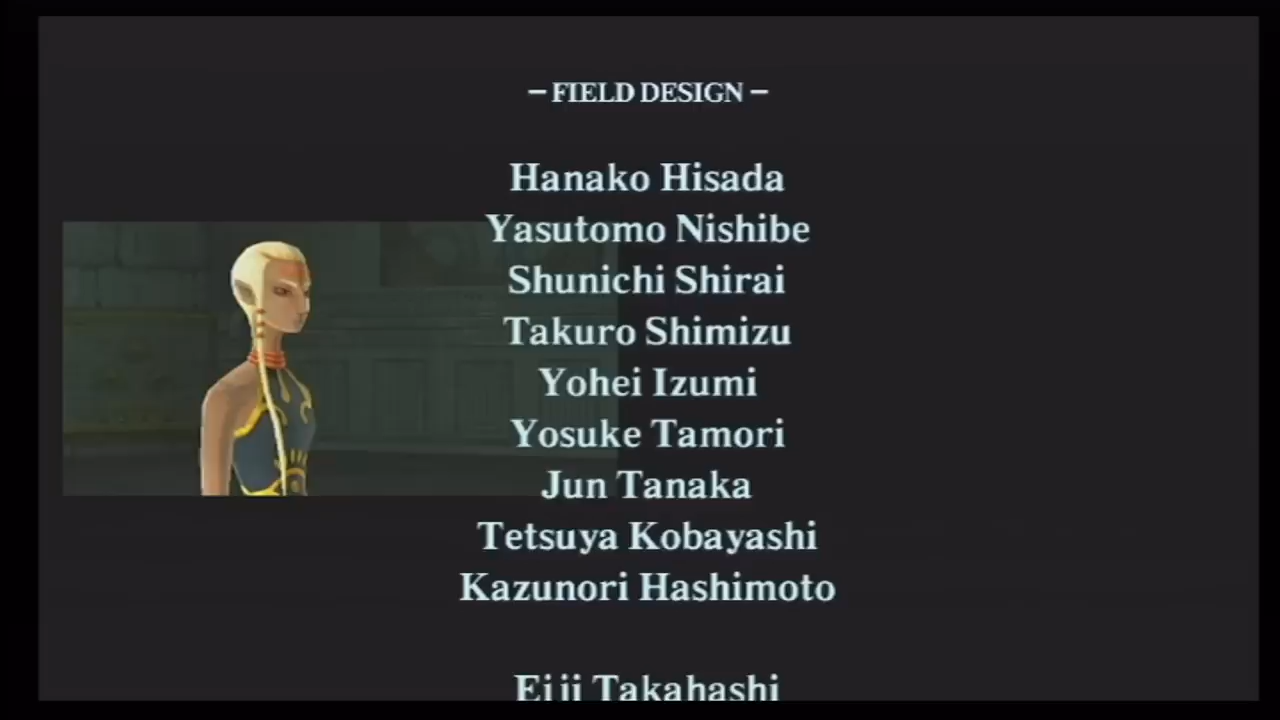 – FIELD DESIGN –
Hanako Hisada
Yasutomo Nishibe
Shunichi Shirai
Takuro Shimizu
Yohei Izumi
Yosuke Tamori
Jun Tanaka
Tetsuya Kobayashi
Kazunori Hashimoto
Eiji Takahashi